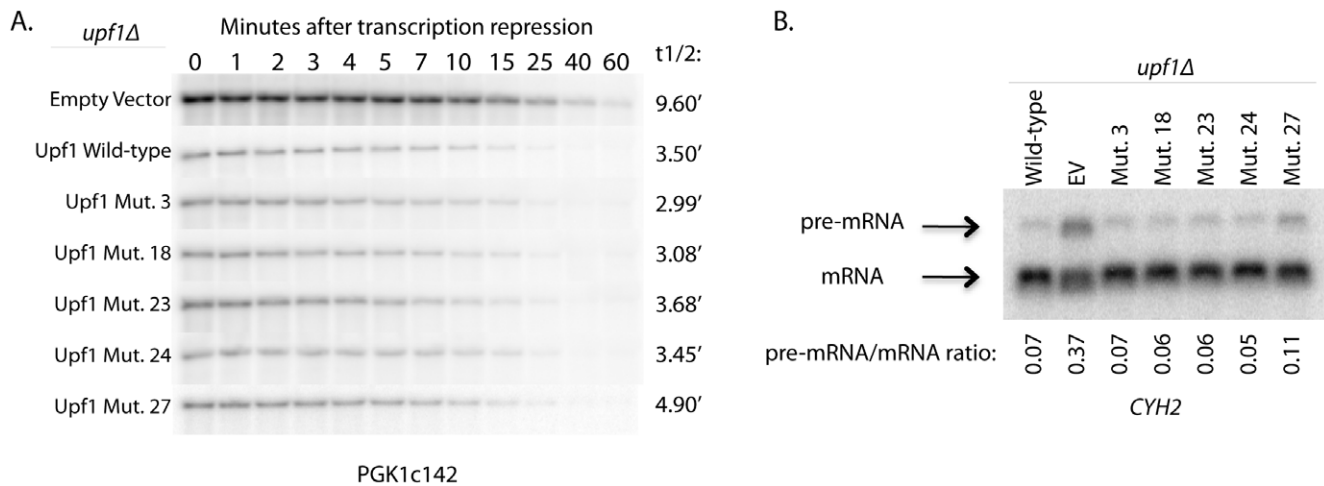 A.
upf1Δ
Minutes after transcription repression
0 1 2 3 4 5 7 10 15 25 40 60 t1/2:
Empty Vector 9.60′
Upf1 Wild-type 3.50′
Upf1 Mut. 3 2.99′
Upf1 Mut. 18 3.08′
Upf1 Mut. 23 3.68′
Upf1 Mut. 24 3.45′
Upf1 Mut. 27 4.90′
PGK1c142
B.
upf1Δ
Wild-type EV Mut. 3 Mut. 18 Mut. 23 Mut. 24 Mut. 27
pre-mRNA
mRNA
pre-mRNA/mRNA ratio: 0.07 0.37 0.07 0.06 0.06 0.05 0.11
CYH2